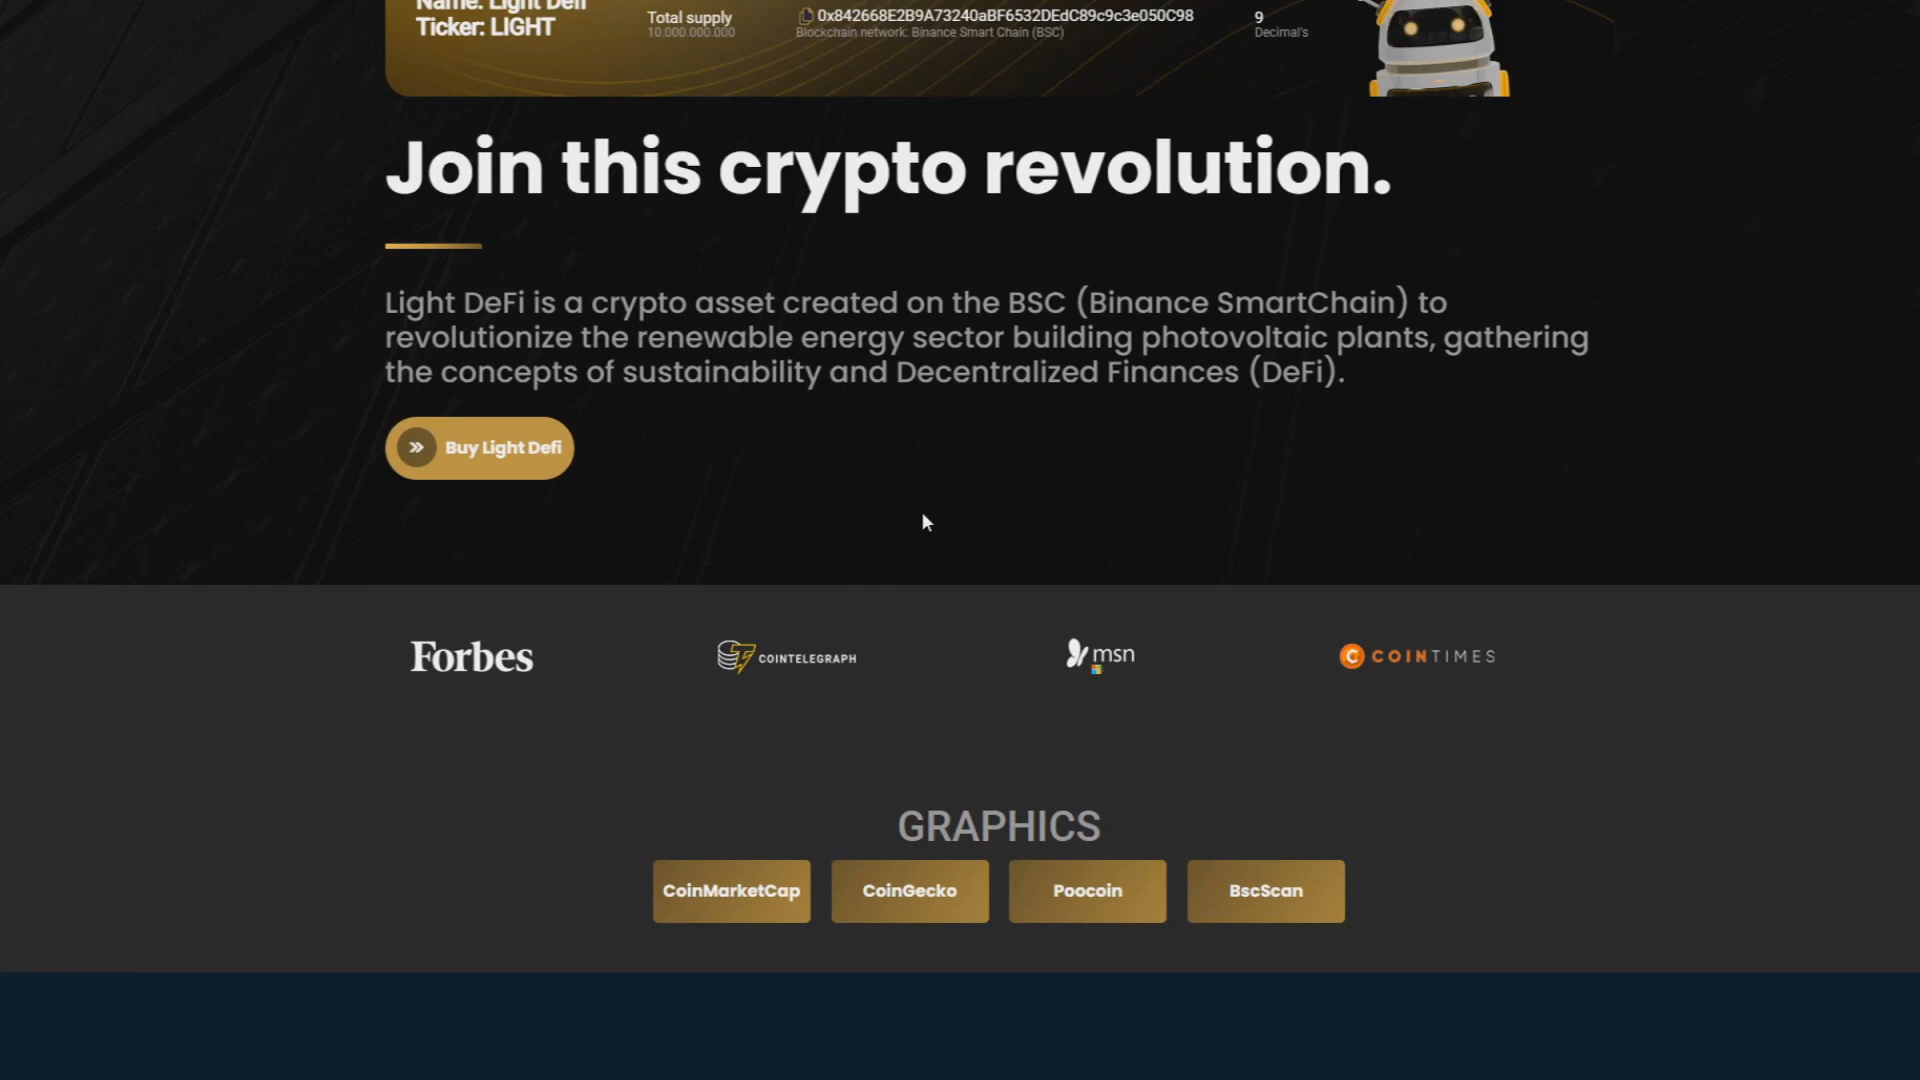 Name: Light Defi
Ticker: LIGHT
Total supply
10.000.000.000
0x842668E2B9A73240aBF6532DEdC89c9c3e050C98
Blockchain network: Binance Smart Chain (BSC)
9
Decimal's
Join this crypto revolution.
Light DeFi is a crypto asset created on the BSC (Binance SmartChain) to
revolutionize the renewable energy sector building photovoltaic plants, gathering
the concepts of sustainability and Decentralized Finances (DeFi).
Buy Light Defi
Forbes
COINTELEGRAPH
msn
COINTIMES
GRAPHICS
CoinMarketCap
CoinGecko
Poocoin
BscScan